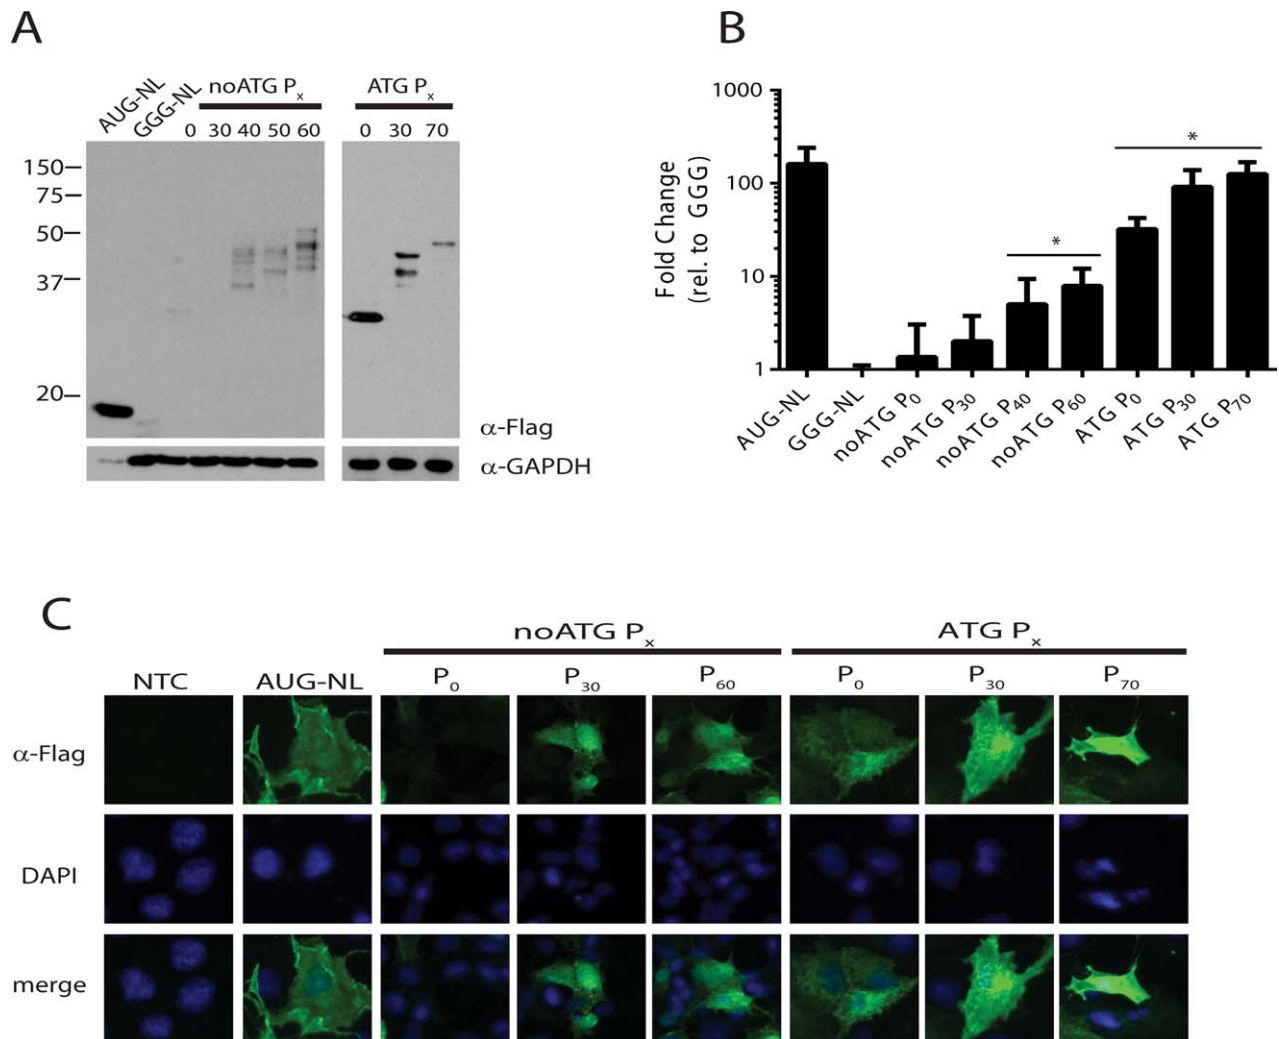 A
AUG-NL
GGG-NL
noATG Px
0 30 40 50 60
ATG Px
0 30 70
150
75
50
37
20
α-Flag
α-GAPDH
B
Fold Change
(rel. to GGG)
1000
100
10
1
*
*
AUG-NL
GGG-NL
noATG P0
noATG P30
noATG P40
noATG P60
ATG P0
ATG P30
ATG P70
C
noATG Px
ATG Px
NTC
AUG-NL
P0
P30
P60
P0
P30
P70
α-Flag
DAPI
merge